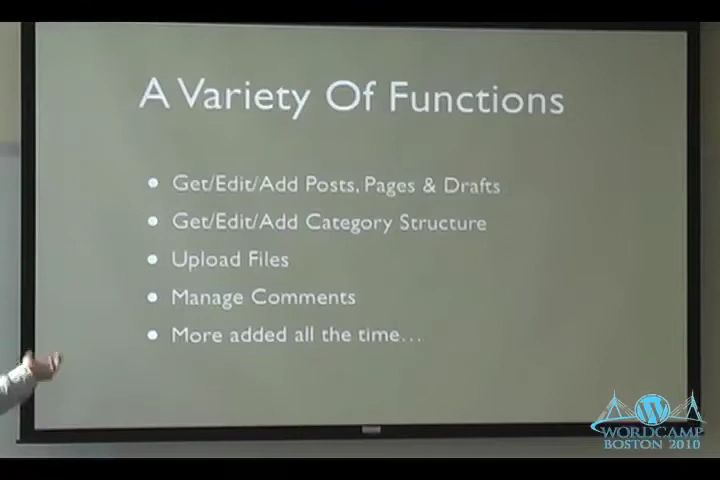 A Variety Of Functions
• Get/Edit/Add Posts, Pages & Drafts
• Get/Edit/Add Category Structure
• Upload Files
• Manage Comments
• More added all the time...
WORDCAMP
BOSTON 2010